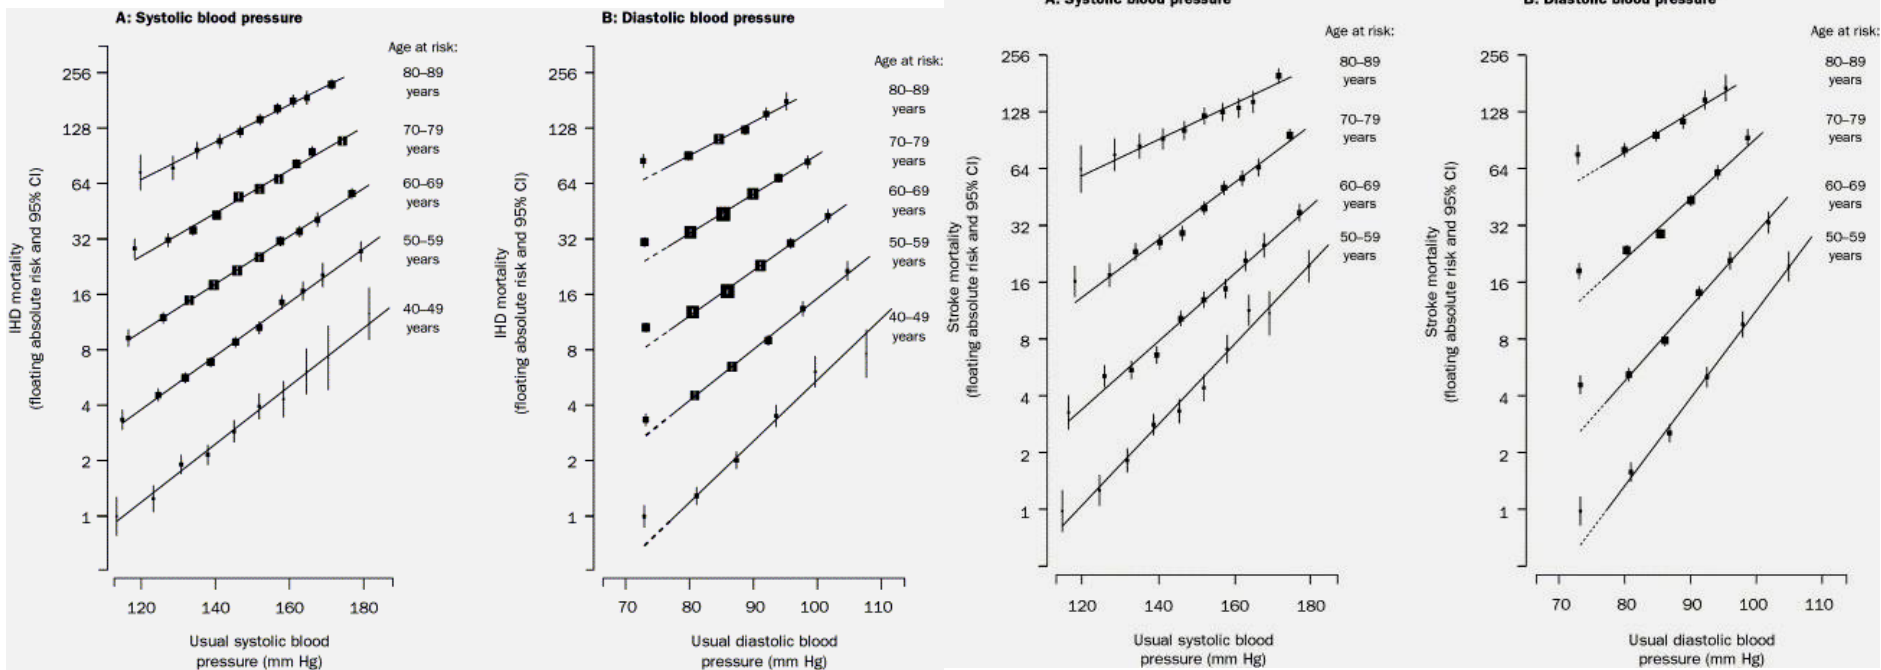 A: Systolic blood pressure
Age at risk:
80–89
years
70–79
years
60–69
years
50–59
years
40–49
years
IHD mortality
(floating absolute risk and 95% CI)
256
128
64
32
16
8
4
2
1
120
140
160
180
Usual systolic blood
pressure (mm Hg)
B: Diastolic blood pressure
Age at risk:
80–89
years
70–79
years
60–69
years
50–59
years
40–49
years
IHD mortality
(floating absolute risk and 95% CI)
256
128
64
32
16
8
4
2
1
70
80
90
100
110
Usual diastolic blood
pressure (mm Hg)
A: Systolic blood pressure
Age at risk:
80–89
years
70–79
years
60–69
years
50–59
years
Stroke mortality
(floating absolute risk and 95% CI)
256
128
64
32
16
8
4
2
1
120
140
160
180
Usual systolic blood
pressure (mm Hg)
B: Diastolic blood pressure
Age at risk:
80–89
years
70–79
years
60–69
years
50–59
years
Stroke mortality
(floating absolute risk and 95% CI)
256
128
64
32
16
8
4
2
1
70
80
90
100
110
Usual diastolic blood
pressure (mm Hg)